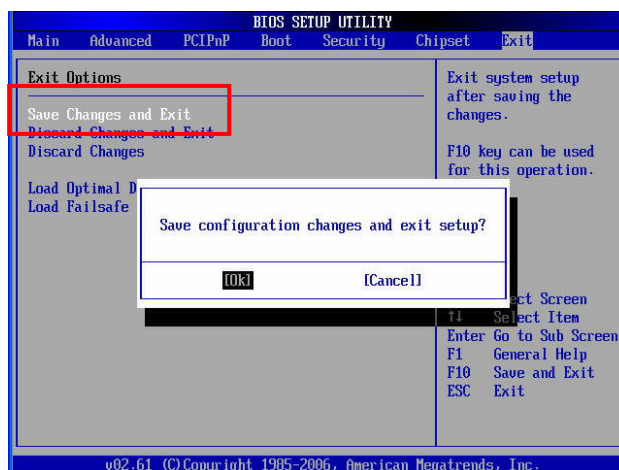 BIOS SETUP UTILITY
Main Advanced PCIPnP Boot Security Chipset Exit
Exit Options
Save Changes and Exit
Discard Changes and Exit
Discard Changes
Load Optimal D
Load Failsafe
Exit system setup
after saving the
changes.
F10 key can be used
for this operation.
Save configuration changes and exit setup?
[Ok] [Cancel]
ect Screen
↑↓ Select Item
Enter Go to Sub Screen
F1 General Help
F10 Save and Exit
ESC Exit
v02.61 (C)Copyright 1985-2006, American Megatrends, Inc.